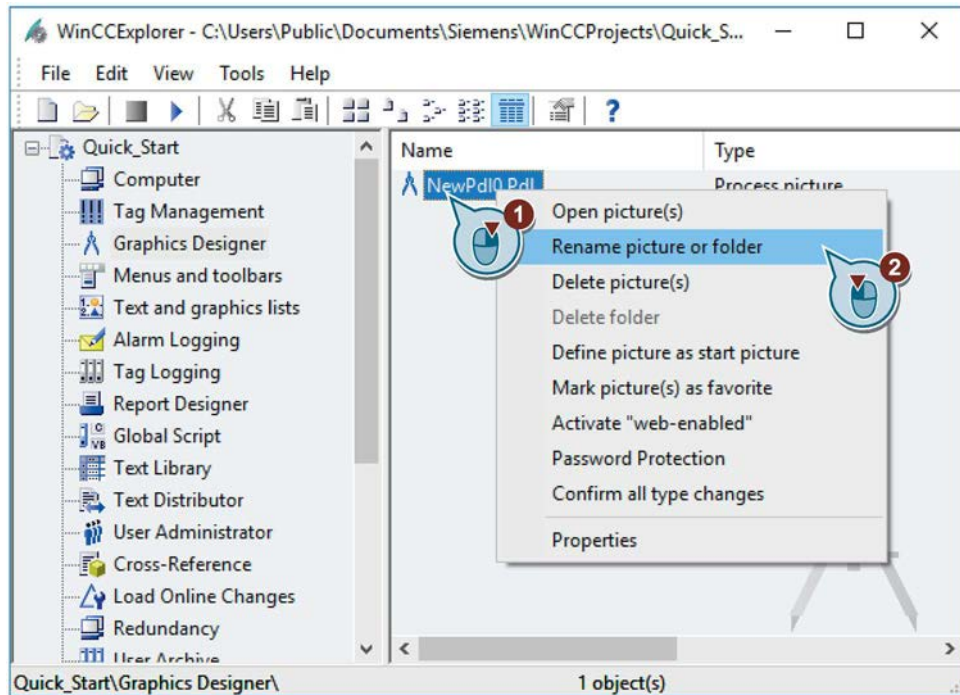 WinCCExplorer - C:\Users\Public\Documents\Siemens\WinCCProjects\Quick_S...
File Edit View Tools Help
Quick_Start
Computer
Tag Management
Graphics Designer
Menus and toolbars
Text and graphics lists
Alarm Logging
Tag Logging
Report Designer
Global Script
Text Library
Text Distributor
User Administrator
Cross-Reference
Load Online Changes
Redundancy
User Archive
Name Type
NewPdl0.Pdl Process picture
1
Open picture(s)
Rename picture or folder
2
Delete picture(s)
Delete folder
Define picture as start picture
Mark picture(s) as favorite
Activate "web-enabled"
Password Protection
Confirm all type changes
Properties
Quick_Start\Graphics Designer\ 1 object(s)